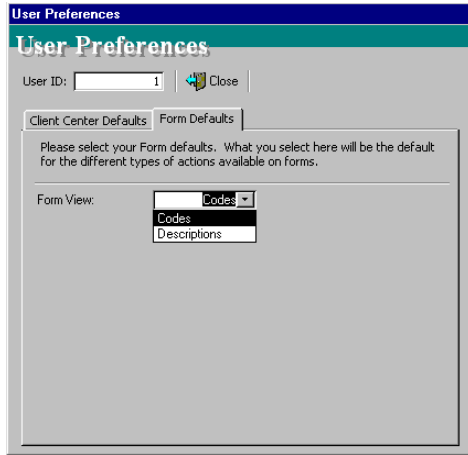 User Preferences
User Preferences
User ID: 1 Close
Client Center Defaults Form Defaults
Please select your Form defaults. What you select here will be the default
for the different types of actions available on forms.
Form View: Codes
Codes
Descriptions